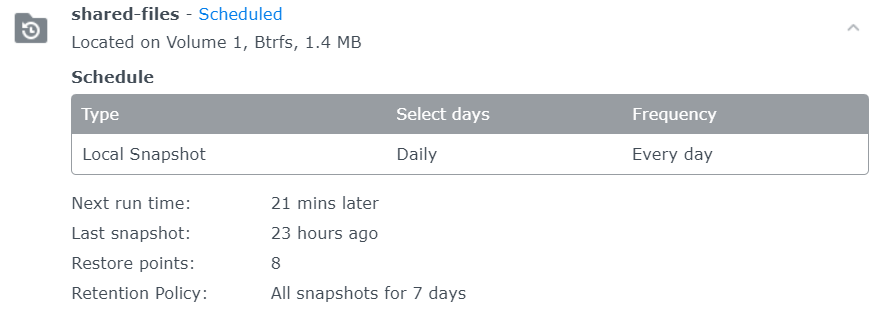 shared-files - Scheduled
Located on Volume 1, Btrfs, 1.4 MB
Schedule
Type Select days Frequency
Local Snapshot Daily Every day
Next run time: 21 mins later
Last snapshot: 23 hours ago
Restore points: 8
Retention Policy: All snapshots for 7 days